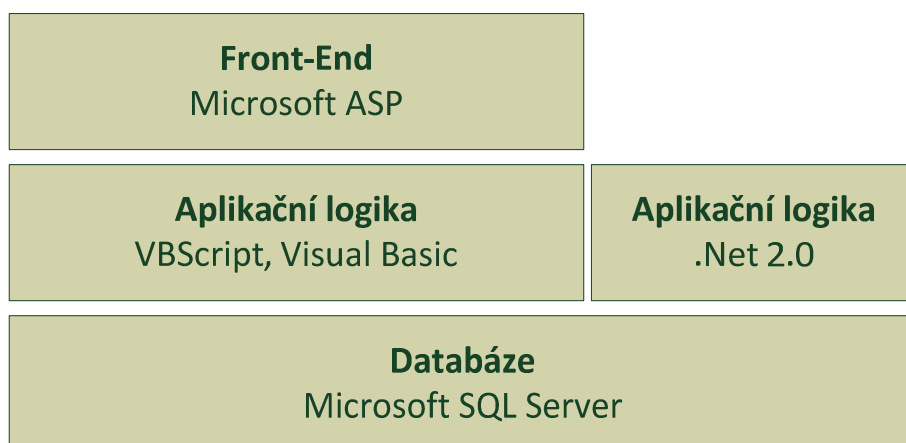 Front-End
Microsoft ASP
Aplikační logika
VBScript, Visual Basic
Aplikační logika
.Net 2.0
Databáze
Microsoft SQL Server